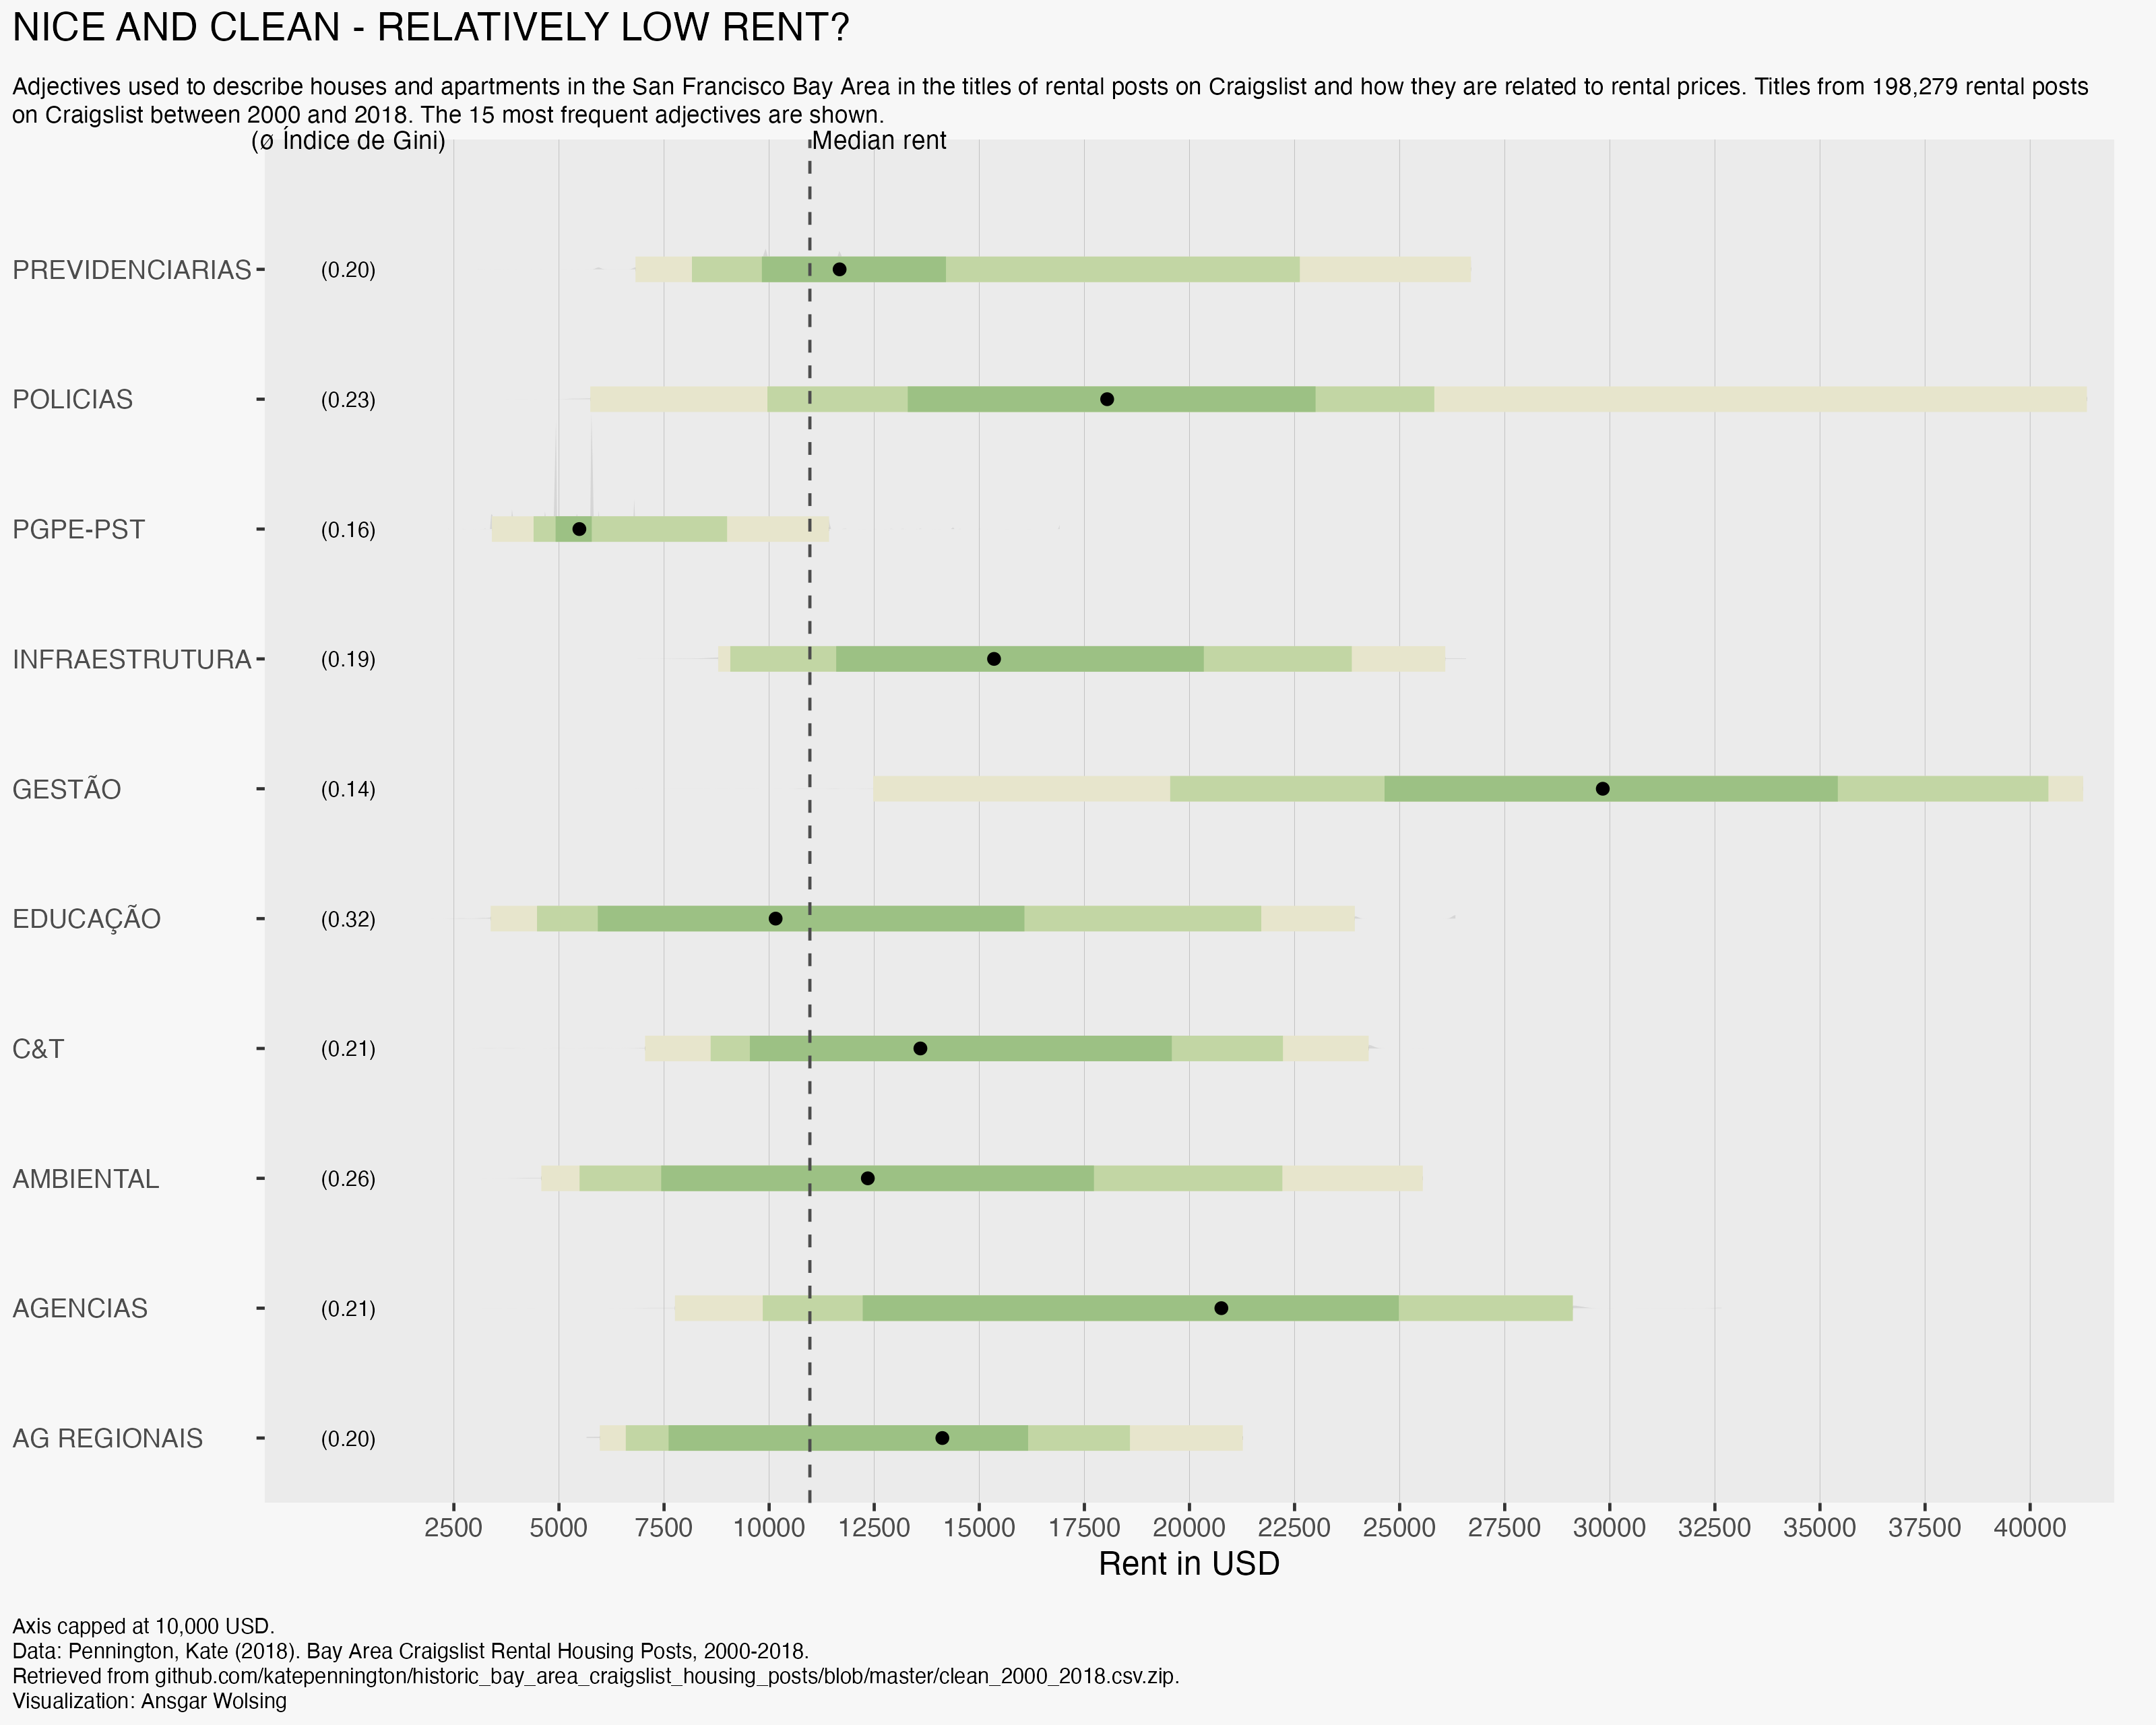 NICE AND CLEAN - RELATIVELY LOW RENT?
Adjectives used to describe houses and apartments in the San Francisco Bay Area in the titles of rental posts on Craigslist and how they are related to rental prices. Titles from 198,279 rental posts
on Craigslist between 2000 and 2018. The 15 most frequent adjectives are shown.
(ø Índice de Gini) Median rent
PREVIDENCIARIAS (0.20)
POLICIAS (0.23)
PGPE-PST (0.16)
INFRAESTRUTURA (0.19)
GESTÃO (0.14)
EDUCAÇÃO (0.32)
C&T (0.21)
AMBIENTAL (0.26)
AGENCIAS (0.21)
AG REGIONAIS (0.20)
2500 5000 7500 10000 12500 15000 17500 20000 22500 25000 27500 30000 32500 35000 37500 40000
Rent in USD
Axis capped at 10,000 USD.
Data: Pennington, Kate (2018). Bay Area Craigslist Rental Housing Posts, 2000-2018.
Retrieved from github.com/katepennington/historic_bay_area_craigslist_housing_posts/blob/master/clean_2000_2018.csv.zip.
Visualization: Ansgar Wolsing